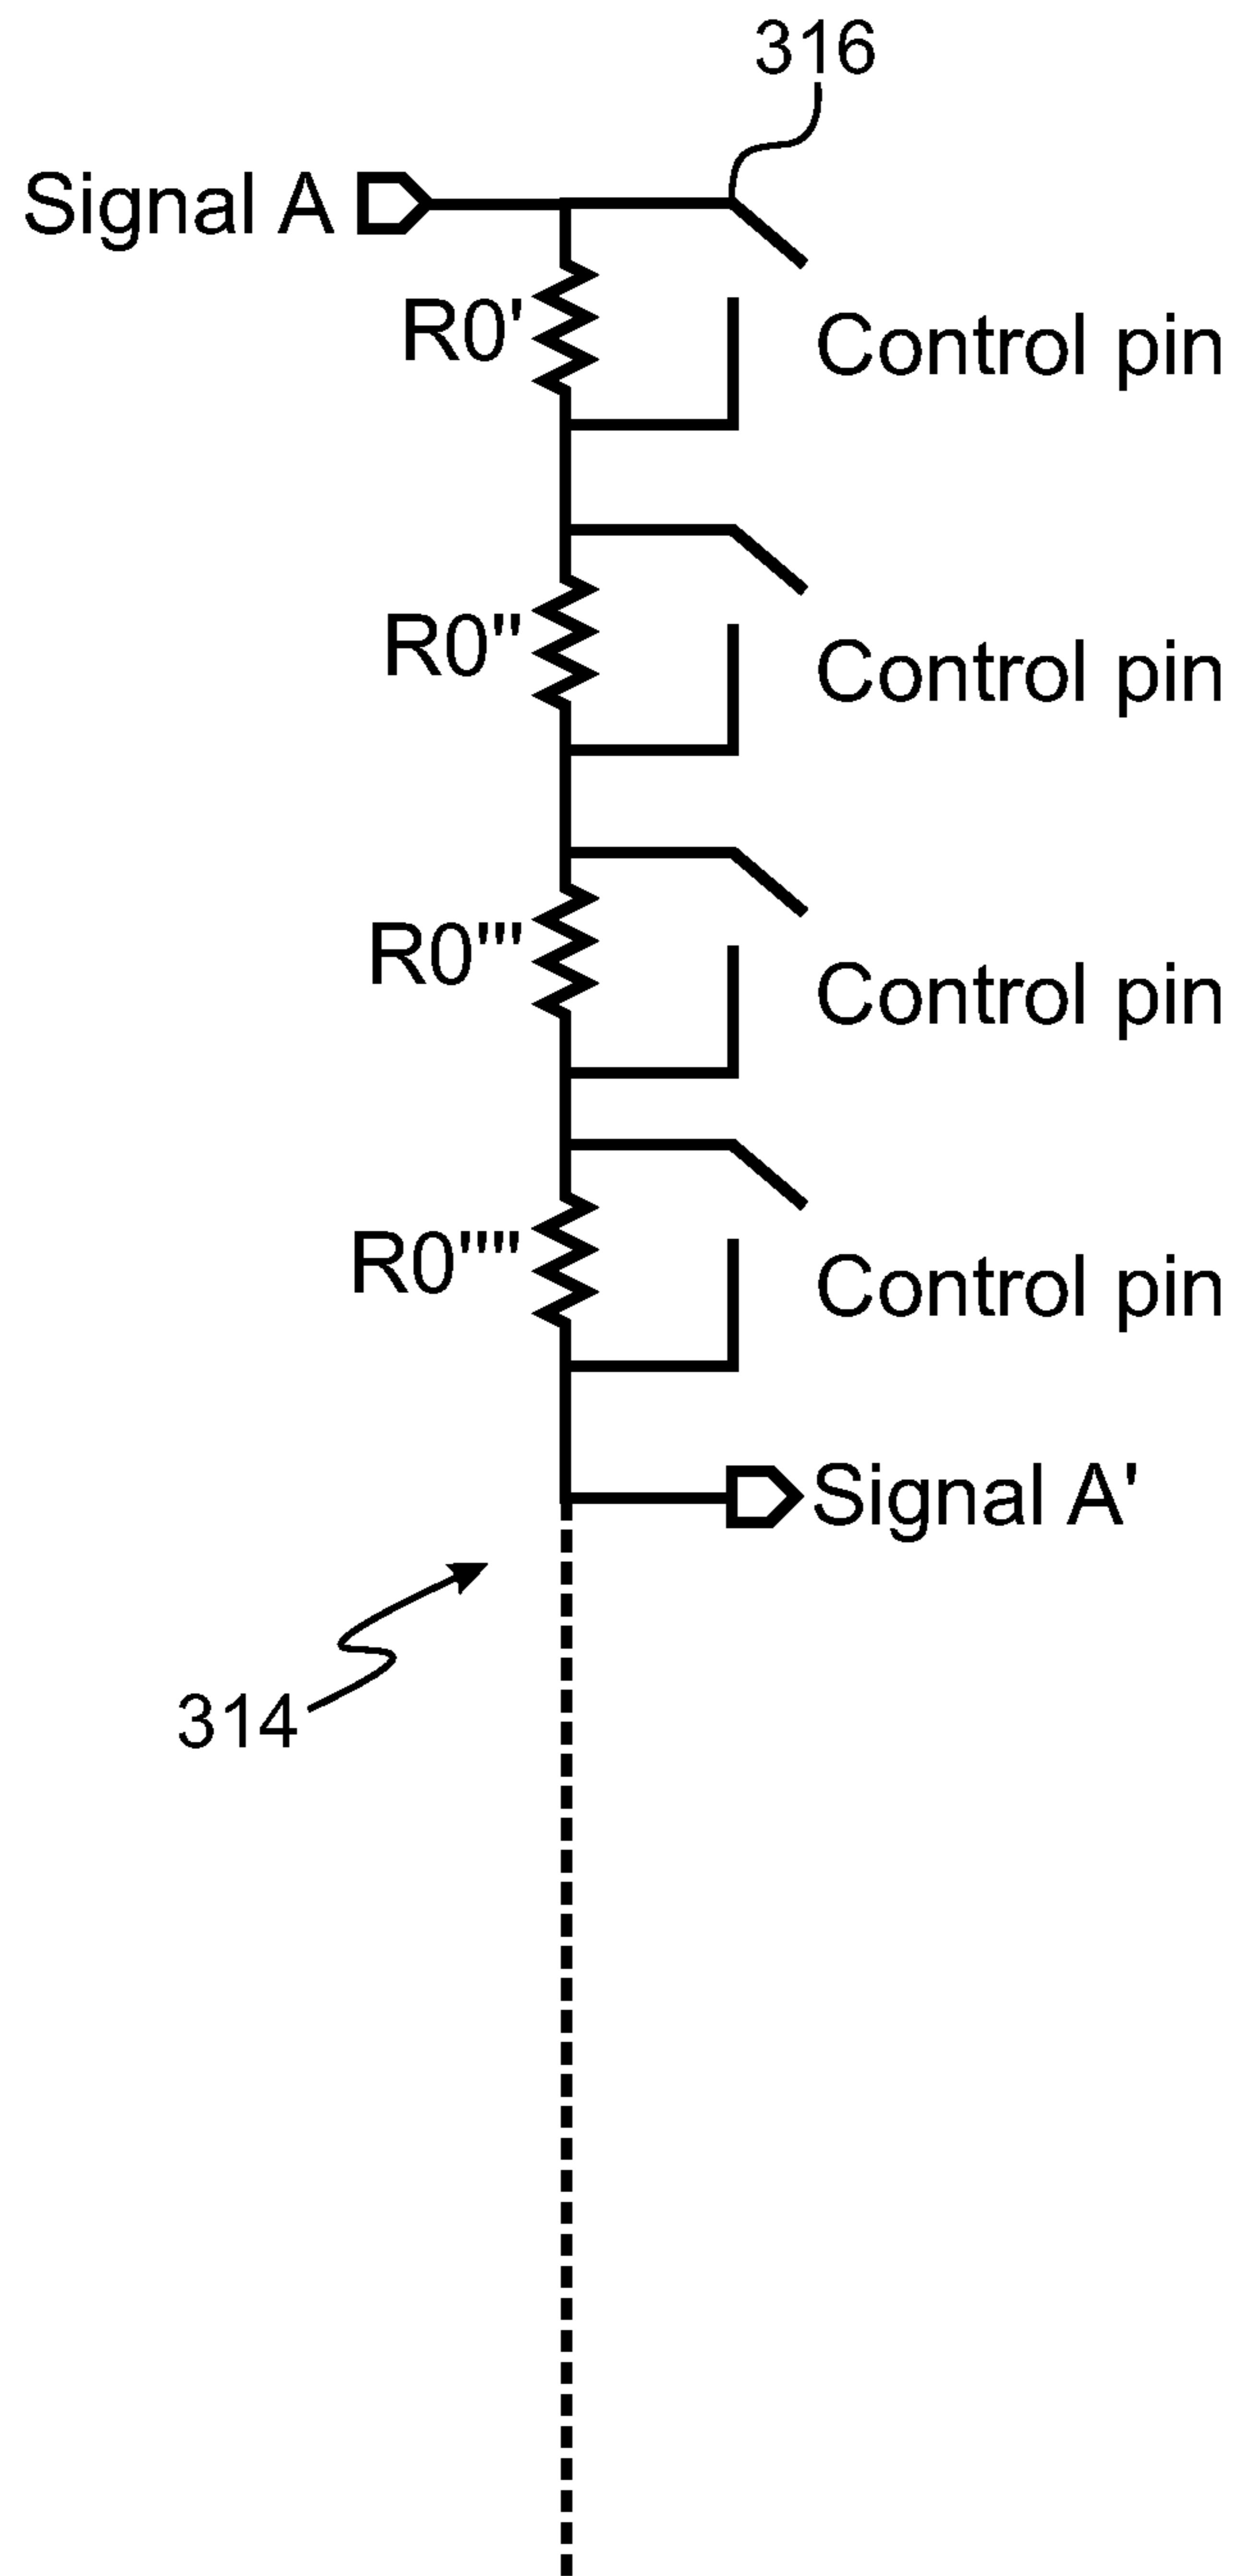 316
Signal A
R0'
Control pin
R0''
Control pin
R0'''
Control pin
R0''''
Control pin
Signal A'
314